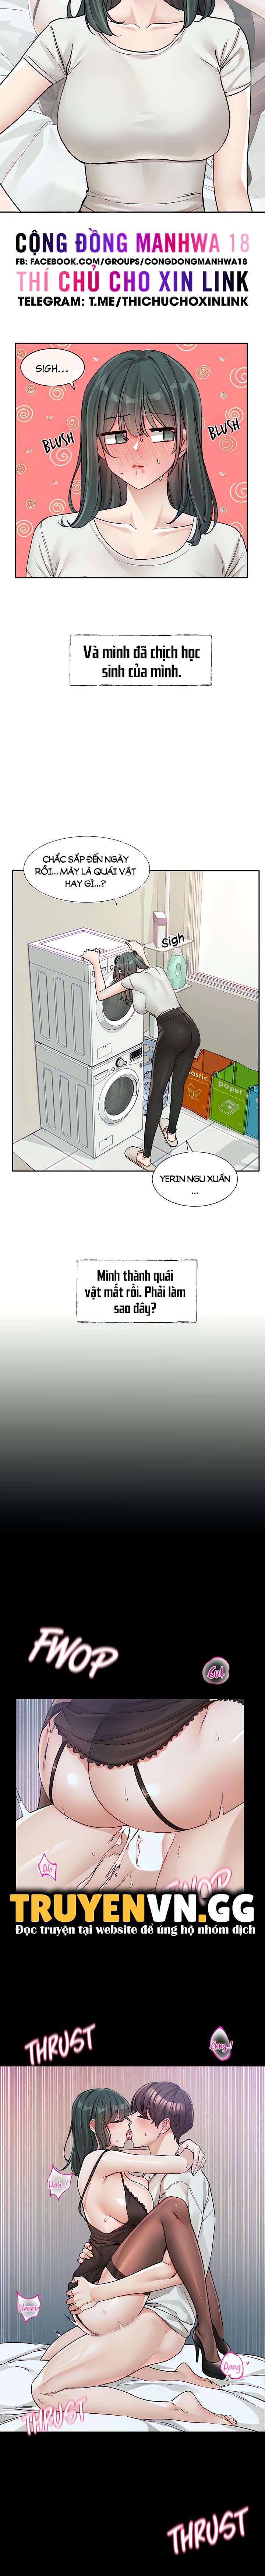 CỘNG ĐỒNG MANHWA 18
FB: FACEBOOK.COM/GROUPS/CONGDONGMANHWA18
THÍ CHỦ CHO XIN LINK
TELEGRAM: T.ME/THICHUCHOXINLINK
SIGH...
BLUSH
BLUSH
Và mình đã chịch học
sinh của mình.
CHẮC SẮP ĐẾN NGÀY
RỒI... MÀY LÀ QUÁI VẬT
HAY GÌ...?
Sigh
plastic
papel
YERIN NGU XUẨN
...
Mình thành quái
vật mất rồi. Phải làm
sao đây?
FWOP
FWOP
TRUYENVN.GG
Đọc truyện tại website để ủng hộ nhóm dịch
THRUST
THRUST
THRUST